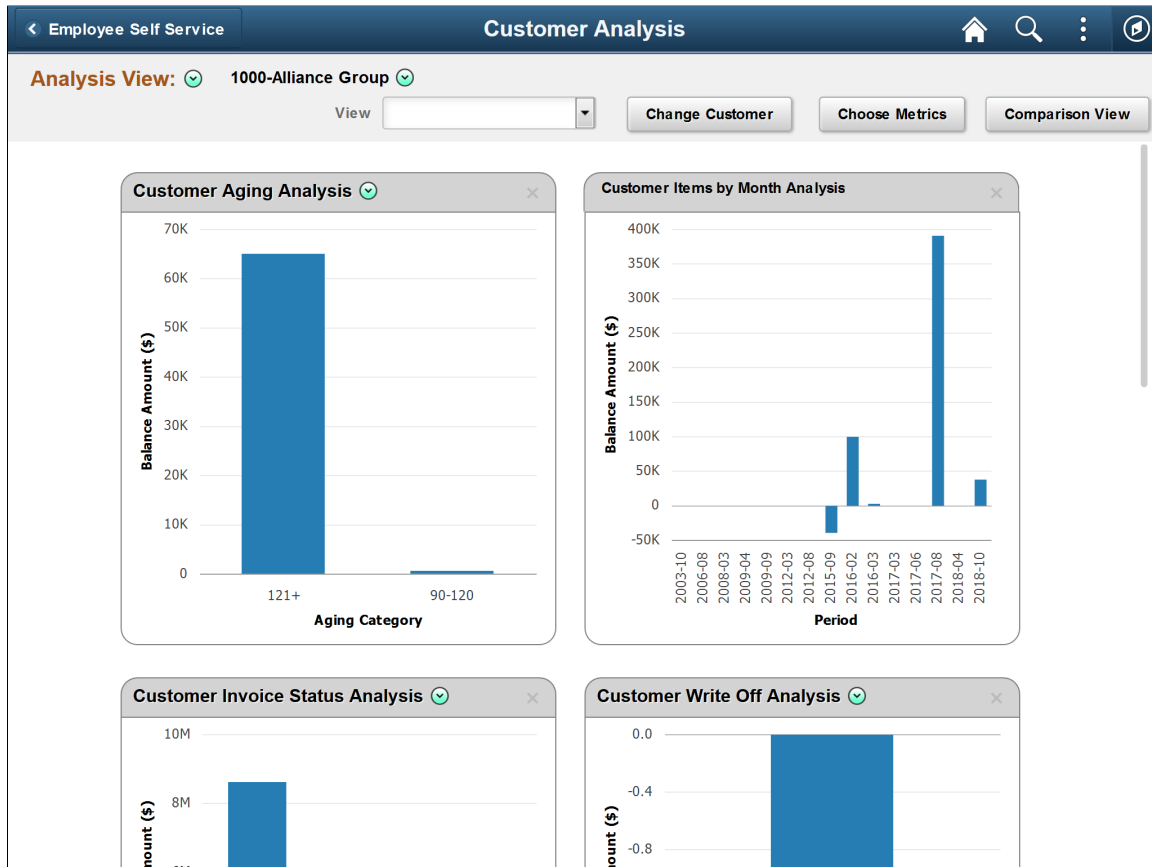 Employee Self Service
Customer Analysis
Analysis View:
1000-Alliance Group
View
Change Customer
Choose Metrics
Comparison View
Customer Aging Analysis
70K
60K
50K
40K
30K
20K
10K
0
Balance Amount ($)
121+
90-120
Aging Category
Customer Items by Month Analysis
400K
350K
300K
250K
200K
150K
100K
50K
0
-50K
Balance Amount ($)
2003-10
2006-08
2008-03
2009-04
2009-09
2012-03
2012-08
2015-09
2016-02
2016-03
2017-03
2017-06
2017-08
2018-04
2018-10
Period
Customer Invoice Status Analysis
10M
8M
($)
Customer Write Off Analysis
0.0
-0.4
-0.8
($)